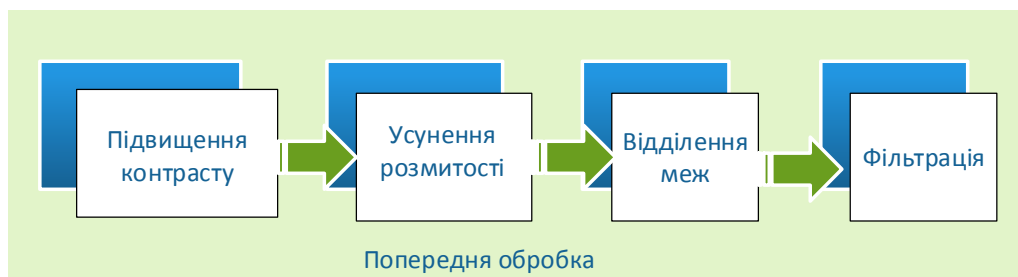 Підвищення
контрасту
Усунення
розмитості
Відділення
меж
Фільтрація
Попередня обробка